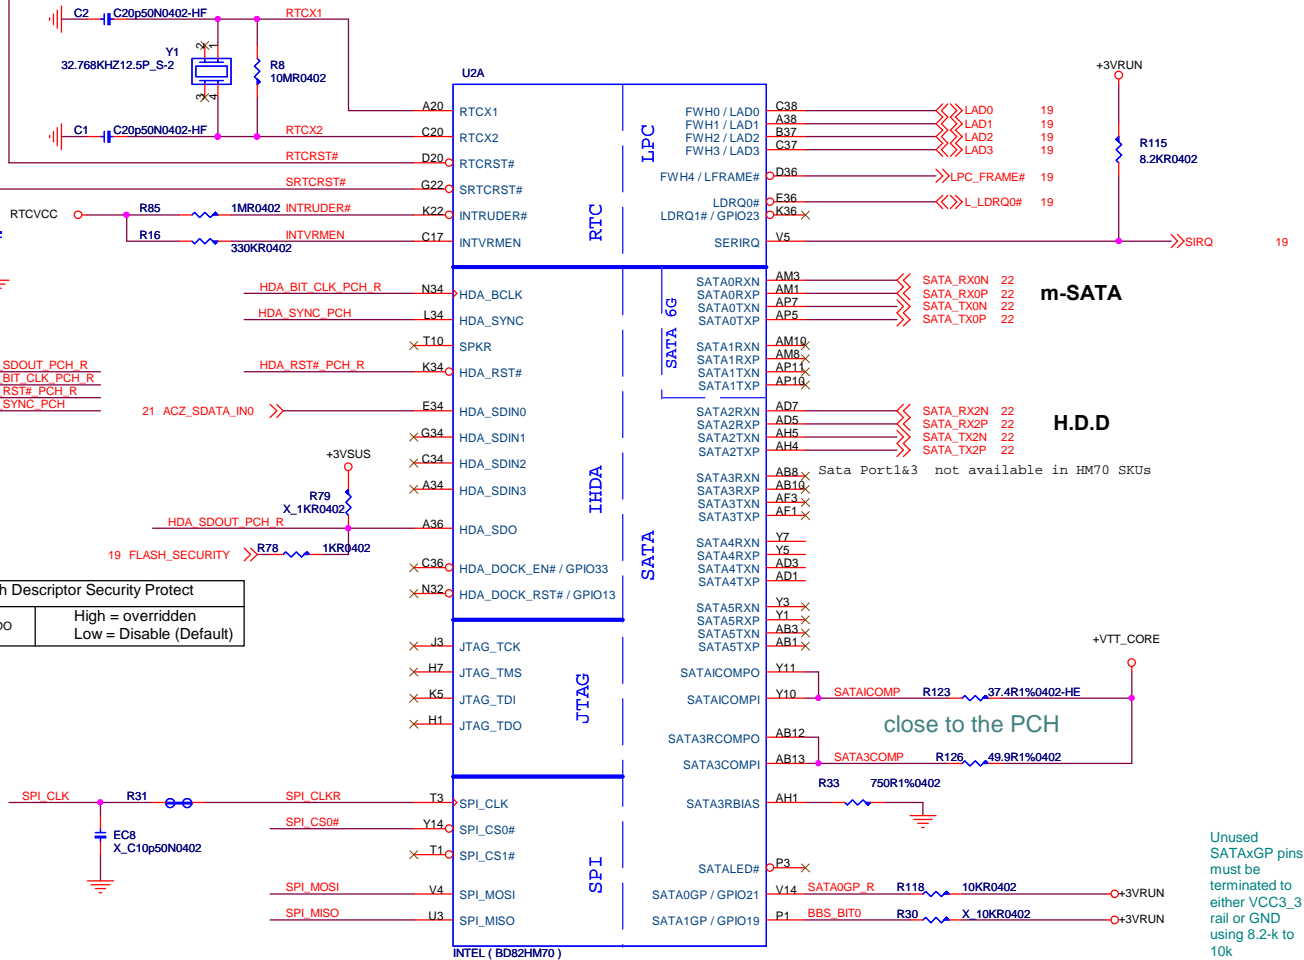 C2 C20p50N0402-HF RTCX1
Y1
32.768KHZ12.5P_S-2
2 1
3 4
R8
10MR0402
C1 C20p50N0402-HF RTCX2
RTCRST#
SRTCRST#
RTCVCC
R85 1MR0402 INTRUDER#
R16 330KR0402 INTVRMEN
HDA_BIT_CLK_PCH_R
HDA_SYNC_PCH
HDA_RST#_PCH_R
SDOUT_PCH_R
BIT_CLK_PCH_R
RST#_PCH_R
SYNC_PCH
21 ACZ_SDATA_IN0
+3VSUS
R79
X_1KR0402
HDA_SDOUT_PCH_R
19 FLASH_SECURITY R78 1KR0402
h Descriptor Security Protect
DO
High = overridden
Low = Disable (Default)
SPI_CLK R31 SPI_CLKR
EC8
X_C10p50N0402
SPI_CS0#
SPI_MOSI
SPI_MISO
U2A
A20 RTCX1
C20 RTCX2
D20 RTCRST#
G22 SRTCRST#
K22 INTRUDER#
C17 INTVRMEN
N34 HDA_BCLK
L34 HDA_SYNC
T10 SPKR
K34 HDA_RST#
E34 HDA_SDIN0
G34 HDA_SDIN1
C34 HDA_SDIN2
A34 HDA_SDIN3
A36 HDA_SDO
C36 HDA_DOCK_EN# / GPIO33
N32 HDA_DOCK_RST# / GPIO13
J3 JTAG_TCK
H7 JTAG_TMS
K5 JTAG_TDI
H1 JTAG_TDO
T3 SPI_CLK
Y14 SPI_CS0#
T1 SPI_CS1#
V4 SPI_MOSI
U3 SPI_MISO
RTC
LPC
IHDA
SATA
SATA 6G
JTAG
SPI
FWH0 / LAD0 C38 LAD0 19
FWH1 / LAD1 A38 LAD1 19
FWH2 / LAD2 B37 LAD2 19
FWH3 / LAD3 C37 LAD3 19
FWH4 / LFRAME# D36 LPC_FRAME# 19
LDRQ0# E36 L_LDRQ0# 19
LDRQ1# / GPIO23 K36
SERIRQ V5 SIRQ 19
+3VRUN
R115
8.2KR0402
SATA0RXN AM3 SATA_RX0N 22
SATA0RXP AM1 SATA_RX0P 22
SATA0TXN AP7 SATA_TX0N 22
SATA0TXP AP5 SATA_TX0P 22
m-SATA
SATA1RXN AM10
SATA1RXP AM8
SATA1TXN AP11
SATA1TXP AP10
SATA2RXN AD7 SATA_RX2N 22
SATA2RXP AD5 SATA_RX2P 22
SATA2TXN AH5 SATA_TX2N 22
SATA2TXP AH4 SATA_TX2P 22
H.D.D
Sata Port1&3 not available in HM70 SKUs
SATA3RXN AB8
SATA3RXP AB10
SATA3TXN AF3
SATA3TXP AF1
SATA4RXN Y7
SATA4RXP Y5
SATA4TXN AD3
SATA4TXP AD1
SATA5RXN Y3
SATA5RXP Y1
SATA5TXN AB3
SATA5TXP AB1
+VTT_CORE
SATAICOMPO Y11
SATAICOMPI Y10 SATAICOMP R123 37.4R1%0402-HE
close to the PCH
SATA3RCOMPO AB12
SATA3COMPI AB13 SATA3COMP R126 49.9R1%0402
R33 750R1%0402
SATA3RBIAS AH1
SATALED# P3
SATA0GP / GPIO21 V14 SATA0GP_R R118 10KR0402 +3VRUN
SATA1GP / GPIO19 P1 BBS_BIT0 R30 X_10KR0402 +3VRUN
Unused
SATAxGP pins
must be
terminated to
either VCC3_3
rail or GND
using 8.2-k to
10k
INTEL ( BD82HM70 )